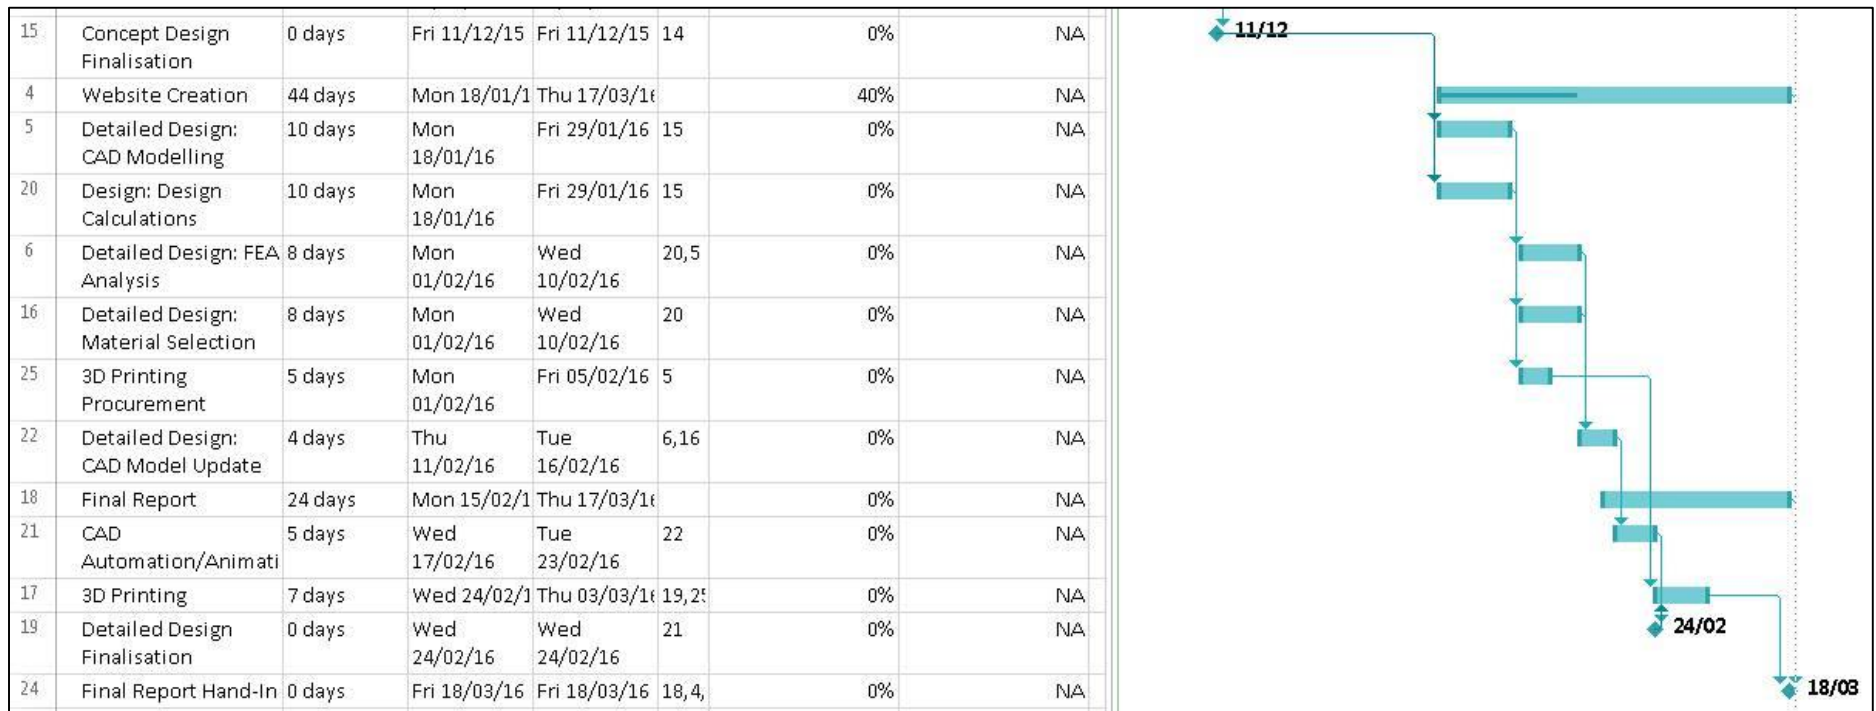 15 Concept Design 0 days Fri 11/12/15 Fri 11/12/15 14 0% NA 11/12
Finalisation
4 Website Creation 44 days Mon 18/01/1 Thu 17/03/16 40% NA
5 Detailed Design: 10 days Mon Fri 29/01/16 15 0% NA
CAD Modelling 18/01/16
20 Design: Design 10 days Mon Fri 29/01/16 15 0% NA
Calculations 18/01/16
6 Detailed Design: FEA 8 days Mon Wed 20,5 0% NA
Analysis 01/02/16 10/02/16
16 Detailed Design: 8 days Mon Wed 20 0% NA
Material Selection 01/02/16 10/02/16
25 3D Printing 5 days Mon Fri 05/02/16 5 0% NA
Procurement 01/02/16
22 Detailed Design: 4 days Thu Tue 6,16 0% NA
CAD Model Update 11/02/16 16/02/16
18 Final Report 24 days Mon 15/02/1 Thu 17/03/16 0% NA
21 CAD 5 days Wed Tue 22 0% NA
Automation/Animati 17/02/16 23/02/16
17 3D Printing 7 days Wed 24/02/1 Thu 03/03/16 19,25 0% NA
19 Detailed Design 0 days Wed Wed 21 0% NA 24/02
Finalisation 24/02/16 24/02/16
24 Final Report Hand-In 0 days Fri 18/03/16 Fri 18/03/16 18,4, 0% NA 18/03